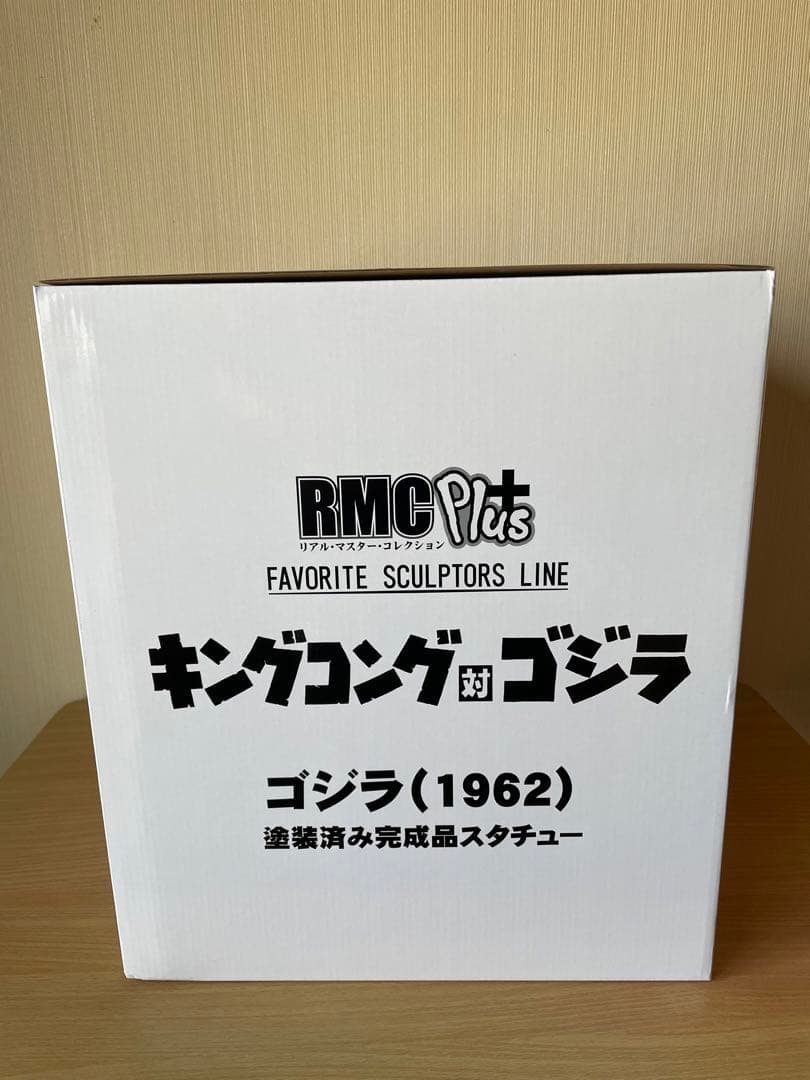 RMC Plus+
リアル・マスター・コレクション
FAVORITE SCULPTORS LINE
キングコング対ゴジラ
ゴジラ(1962)
塗装済み完成品スタチュー